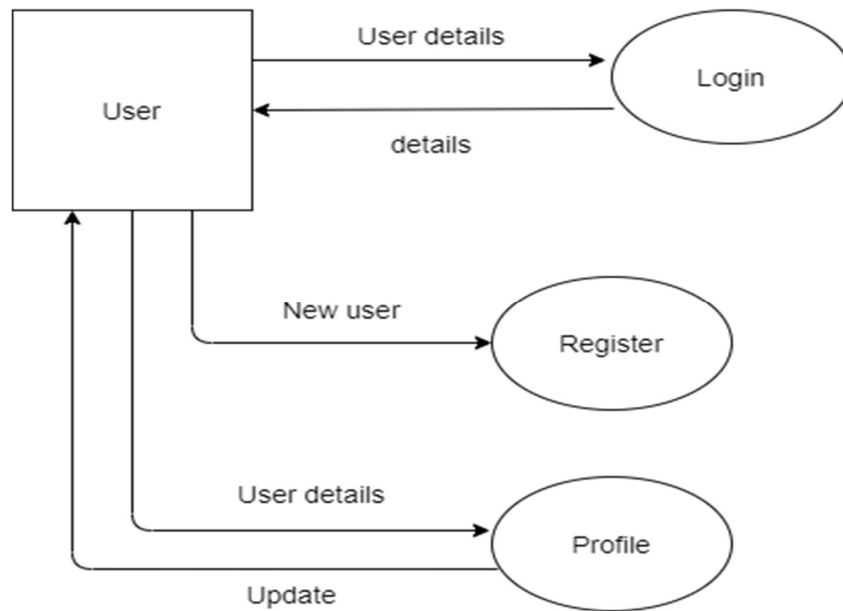 User details
Login
User
details
New user
Register
User details
Profile
Update